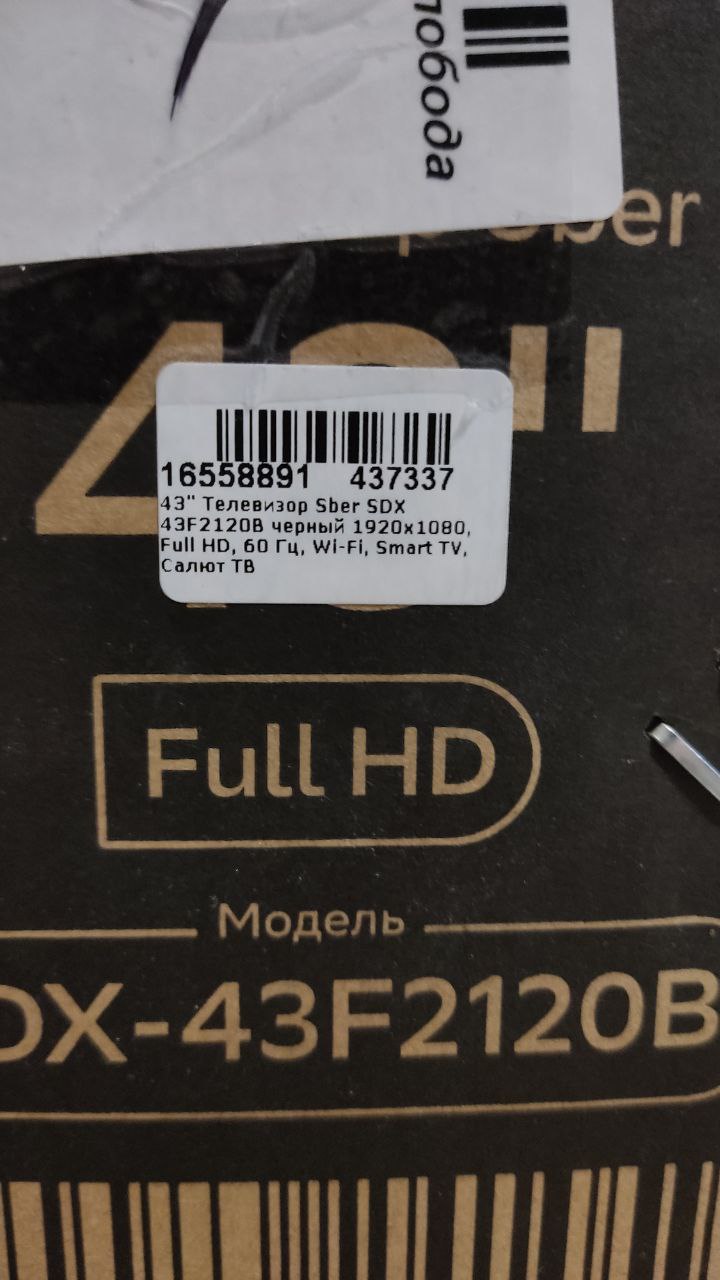 Sber
43"
16558891 437337
43" Телевизор Sber SDX
43F2120B черный 1920x1080,
Full HD, 60 Гц, Wi-Fi, Smart TV,
Салют ТВ
Full HD
Модель
DX-43F2120B